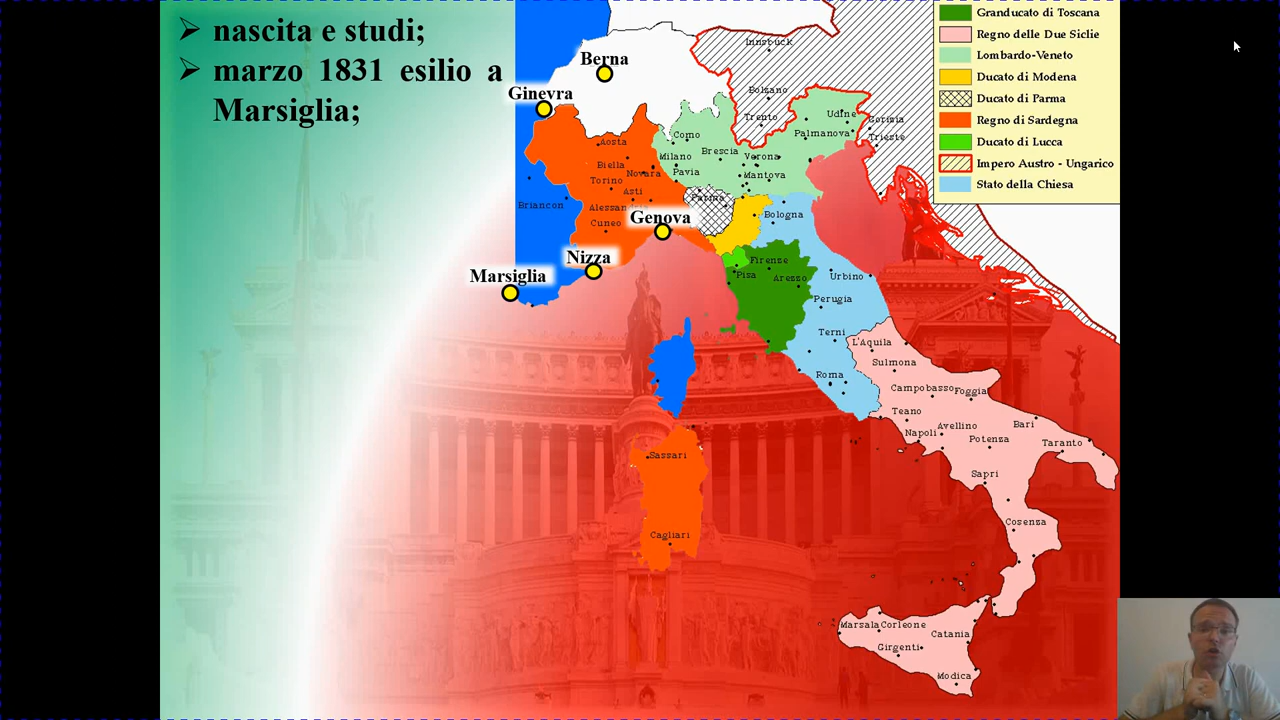 nascita e studi;
marzo 1831 esilio a
Marsiglia;
Granducato di Toscana
Regno delle Due Siclie
Lombardo-Veneto
Ducato di Modena
Ducato di Parma
Regno di Sardegna
Ducato di Lucca
Impero Austro - Ungarico
Stato della Chiesa
Innsbuck
Berna
Ginevra
Bolzano
Trento
Udine
Gorizia
Palmanova
Trieste
Como
Aosta
Brescia
Verona
Milano
Biella
Novara
Pavia
Mantova
Torino
Asti
Parma
Briancon
Cuneo
Genova
Bologna
Nizza
Marsiglia
Firenze
Pisa
Arezzo
Urbino
Perugia
Terni
L'Aquila
Sulmona
Roma
Campobasso
Foggia
Teano
Avellino
Bari
Napoli
Potenza
Taranto
Sassari
Sapri
Cosenza
Cagliari
Marsala
Corleone
Catania
Girgenti
Modica